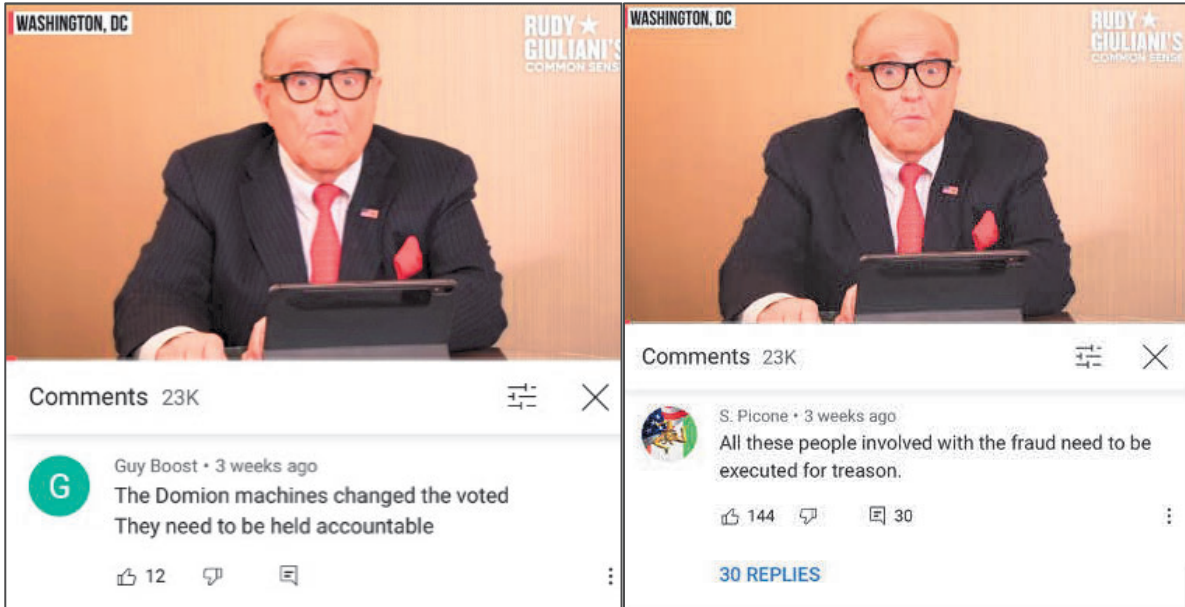 WASHINGTON, DC
RUDY ★
GIULIANI'S
COMMON SENSE
Comments 23K
G
Guy Boost • 3 weeks ago
The Domion machines changed the voted
They need to be held accountable
12
WASHINGTON, DC
RUDY ★
GIULIANI'S
COMMON SENSE
Comments 23K
S. Picone • 3 weeks ago
All these people involved with the fraud need to be
executed for treason.
144 30
30 REPLIES